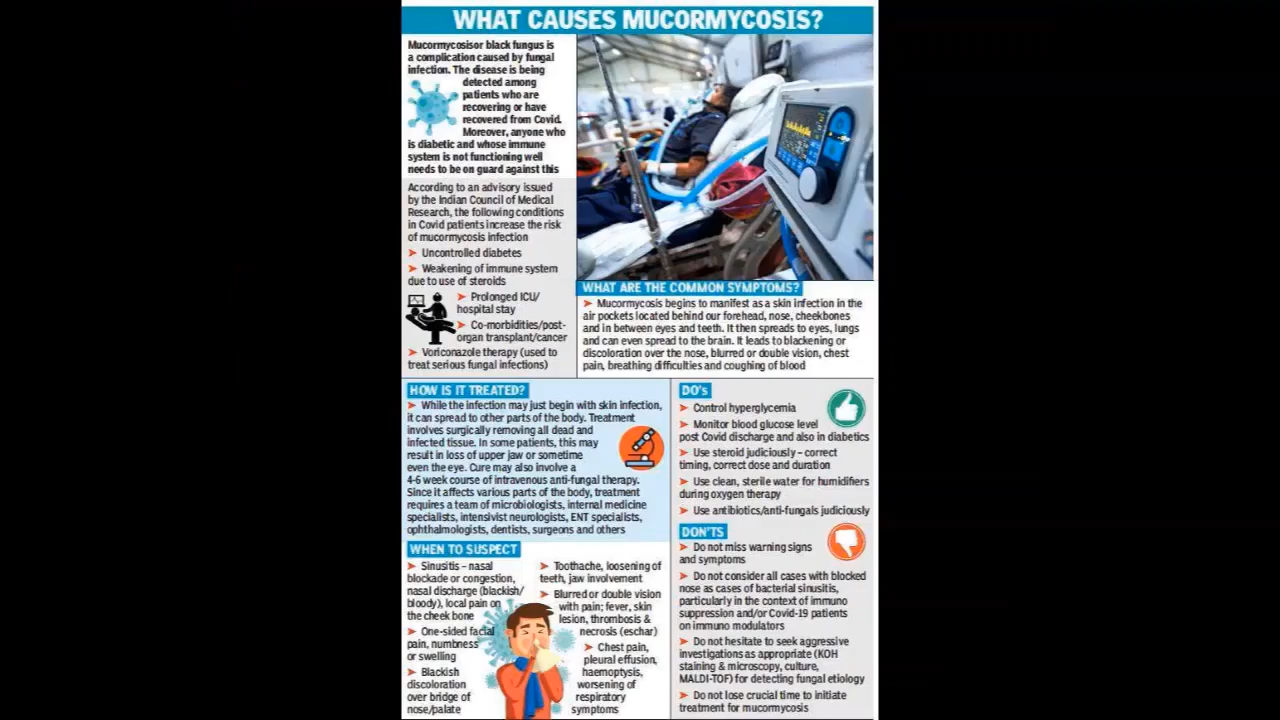 WHAT CAUSES MUCORMYCOSIS?
Mucormycosisor black fungus is
a complication caused by fungal
infection. The disease is being
detected among
patients who are
recovering or have
recovered from Covid.
Moreover, anyone who
is diabetic and whose immune
system is not functioning well
needs to be on guard against this
According to an advisory issued
by the Indian Council of Medical
Research, the following conditions
in Covid patients increase the risk
of mucormycosis infection
➤ Uncontrolled diabetes
➤ Weakening of immune system
due to use of steroids
➤ Prolonged ICU/
hospital stay
➤ Co-morbidities/post-
organ transplant/cancer
➤ Voriconazole therapy (used to
treat serious fungal infections)
WHAT ARE THE COMMON SYMPTOMS?
➤ Mucormycosis begins to manifest as a skin infection in the
air pockets located behind our forehead, nose, cheekbones
and in between eyes and teeth. It then spreads to eyes, lungs
and can even spread to the brain. It leads to blackening or
discoloration over the nose, blurred or double vision, chest
pain, breathing difficulties and coughing of blood
HOW IS IT TREATED?
➤ While the infection may just begin with skin infection,
it can spread to other parts of the body. Treatment
involves surgically removing all dead and
infected tissue. In some patients, this may
result in loss of upper jaw or sometime
even the eye. Cure may also involve a
4-6 week course of intravenous anti-fungal therapy.
Since it affects various parts of the body, treatment
requires a team of microbiologists, internal medicine
specialists, intensivist neurologists, ENT specialists,
ophthalmologists, dentists, surgeons and others
WHEN TO SUSPECT
➤ Sinusitis – nasal
blockade or congestion,
nasal discharge (blackish/
bloody), local pain on
the cheek bone
➤ One-sided facial
pain, numbness
or swelling
➤ Blackish
discoloration
over bridge of
nose/palate
➤ Toothache, loosening of
teeth, jaw involvement
➤ Blurred or double vision
with pain; fever, skin
lesion, thrombosis &
necrosis (eschar)
➤ Chest pain,
pleural effusion,
haemoptysis,
worsening of
respiratory
symptoms
DO's
➤ Control hyperglycemia
➤ Monitor blood glucose level
post Covid discharge and also in diabetics
➤ Use steroid judiciously – correct
timing, correct dose and duration
➤ Use clean, sterile water for humidifiers
during oxygen therapy
➤ Use antibiotics/anti-fungals judiciously
DON'TS
➤ Do not miss warning signs
and symptoms
➤ Do not consider all cases with blocked
nose as cases of bacterial sinusitis,
particularly in the context of immuno
suppression and/or Covid-19 patients
on immuno modulators
➤ Do not hesitate to seek aggressive
investigations as appropriate (KOH
staining & microscopy, culture,
MALDI-TOF) for detecting fungal etiology
➤ Do not lose crucial time to initiate
treatment for mucormycosis